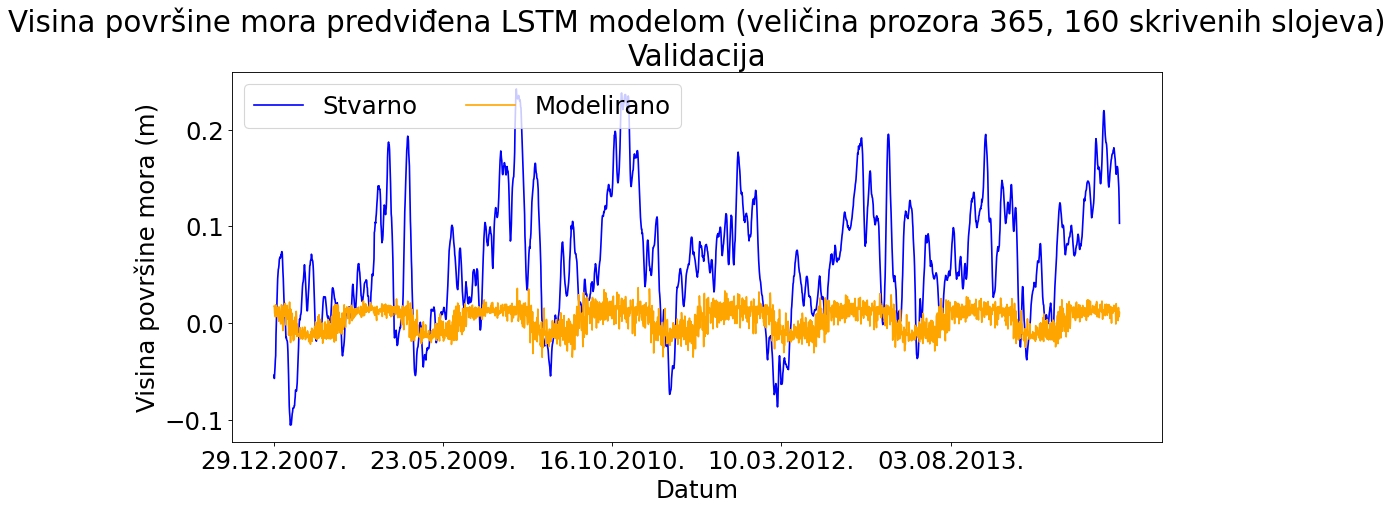 Visina površine mora predviđena LSTM modelom (veličina prozora 365, 160 skrivenih slojeva)
Validacija
Stvarno Modelirano
Visina površine mora (m)
0.2
0.1
0.0
−0.1
29.12.2007. 23.05.2009. 16.10.2010. 10.03.2012. 03.08.2013.
Datum